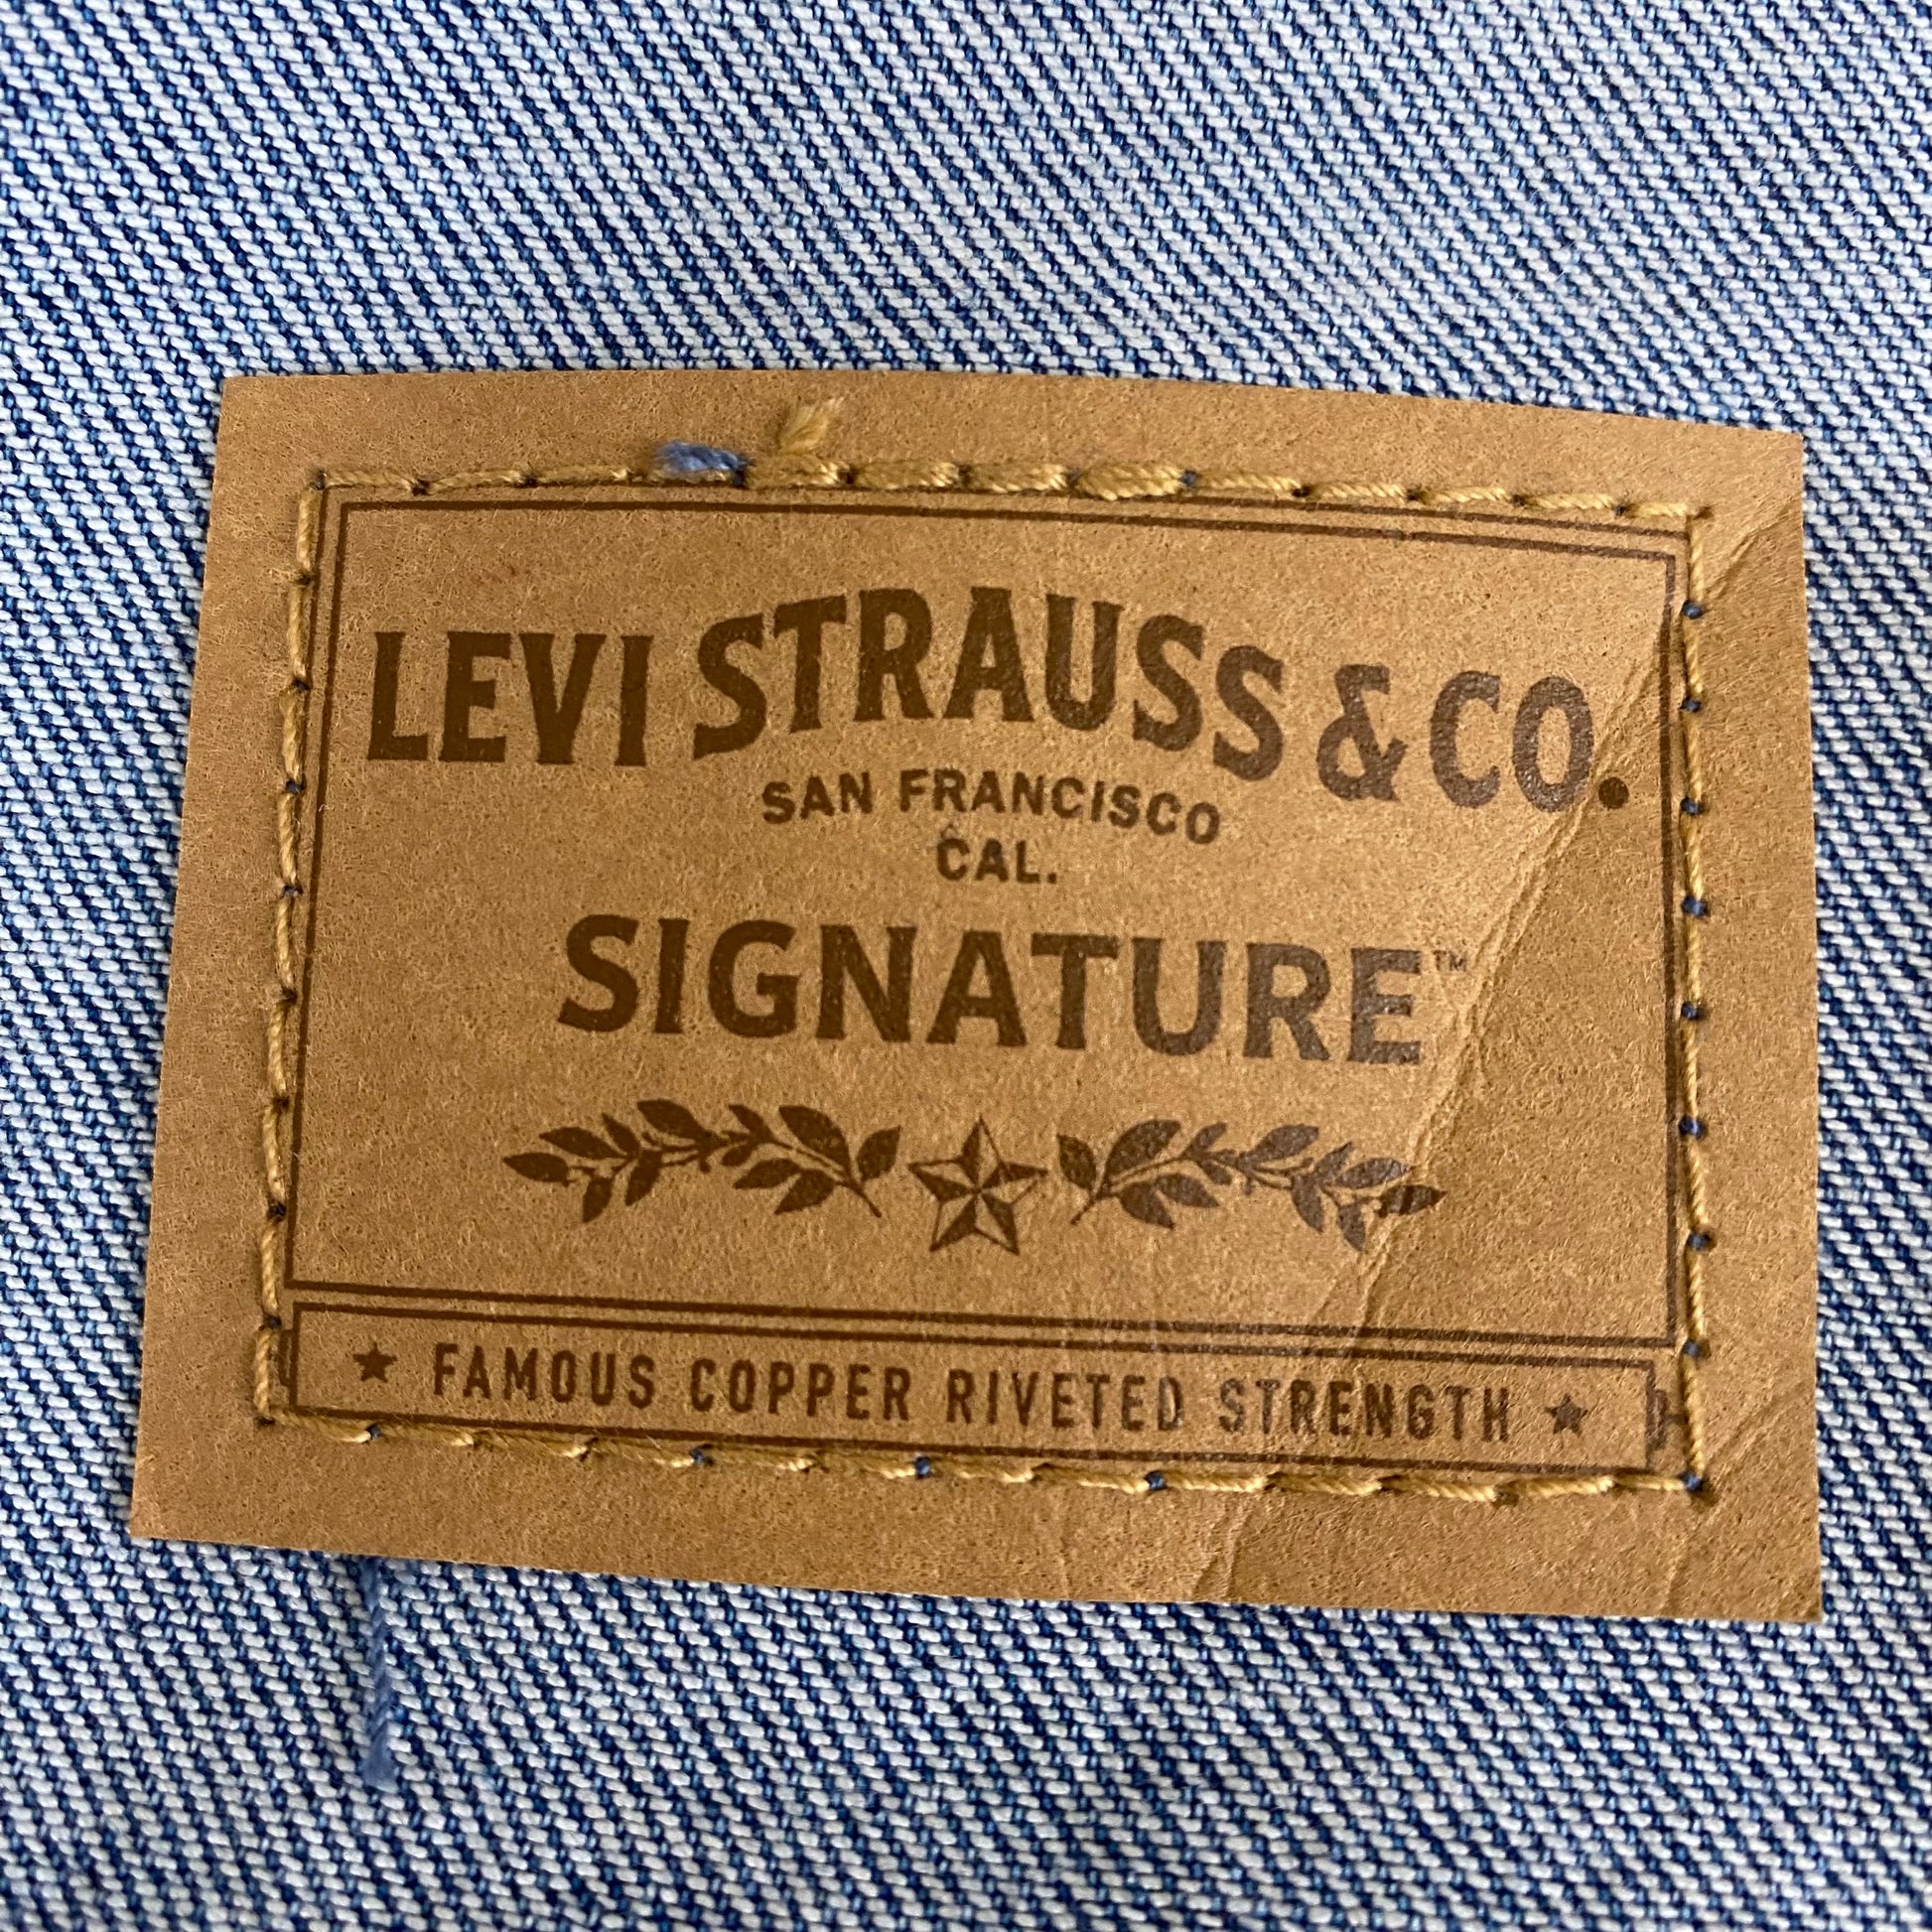 LEVI STRAUSS & CO.
SAN FRANCISCO
CAL.
SIGNATURE™
FAMOUS COPPER RIVETED STRENGTH